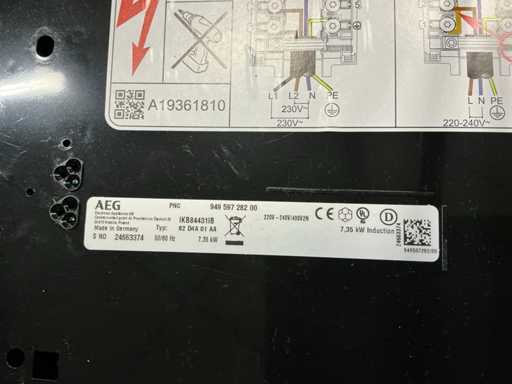 5
A19361810
L1 L2 N PE
230V~
230V~
L N PE
220-240V~
AEG
PNC 949 597 282 00
IKB84431IB
220V-240V/400V2N
Made in Germany
Typ: 62 D4A 01 AA
7,35 kW Induction
S NO 24663374
50/60 Hz
7,35 kW
D
24663374